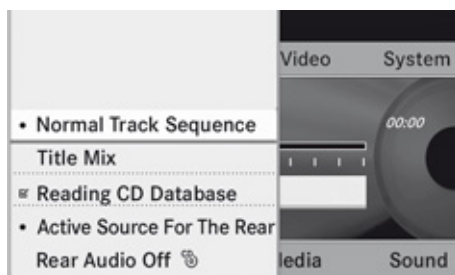 Video System
• Normal Track Sequence
00:00
Title Mix
Reading CD Database
• Active Source For The Rear
Rear Audio Off
ledia Sound